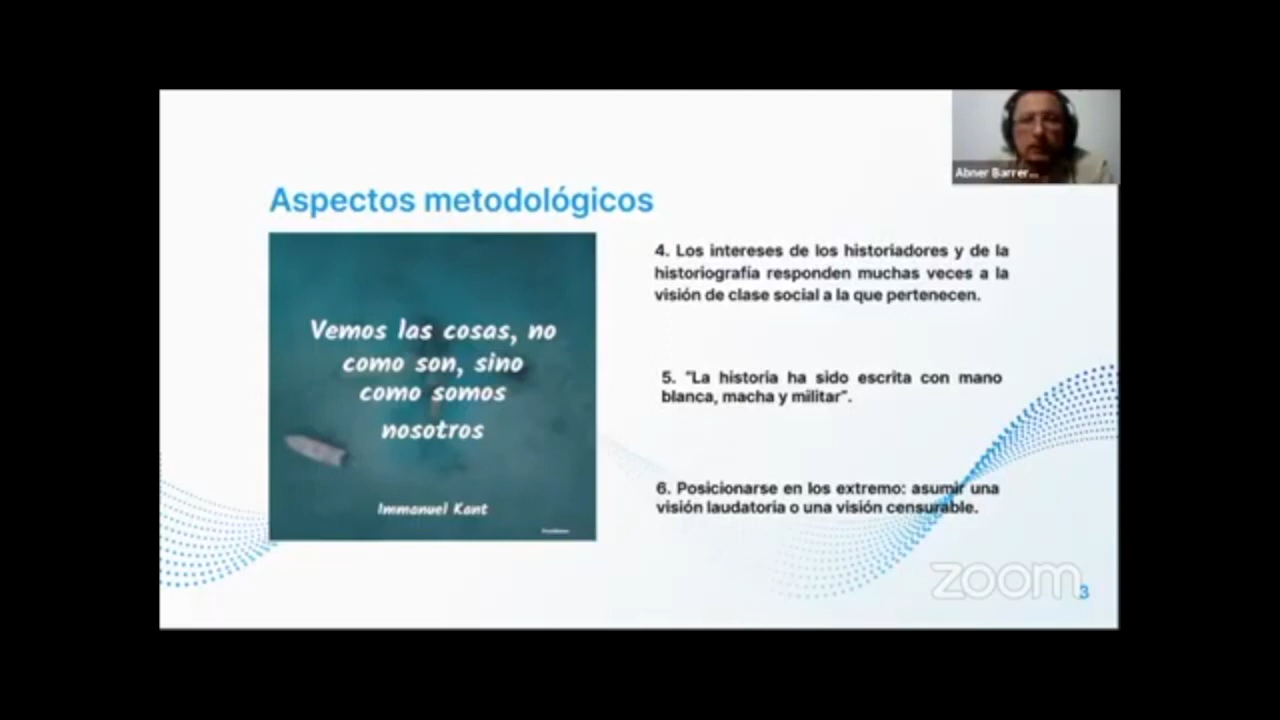 Abner Barrer...
Aspectos metodológicos
Vemos las cosas, no
como son, sino
como somos
nosotros
Immanuel Kant
4. Los intereses de los historiadores y de la
historiografía responden muchas veces a la
visión de clase social a la que pertenecen.
5. "La historia ha sido escrita con mano
blanca, macha y militar".
6. Posicionarse en los extremo: asumir una
visión laudatoria o una visión censurable.
zoom
3